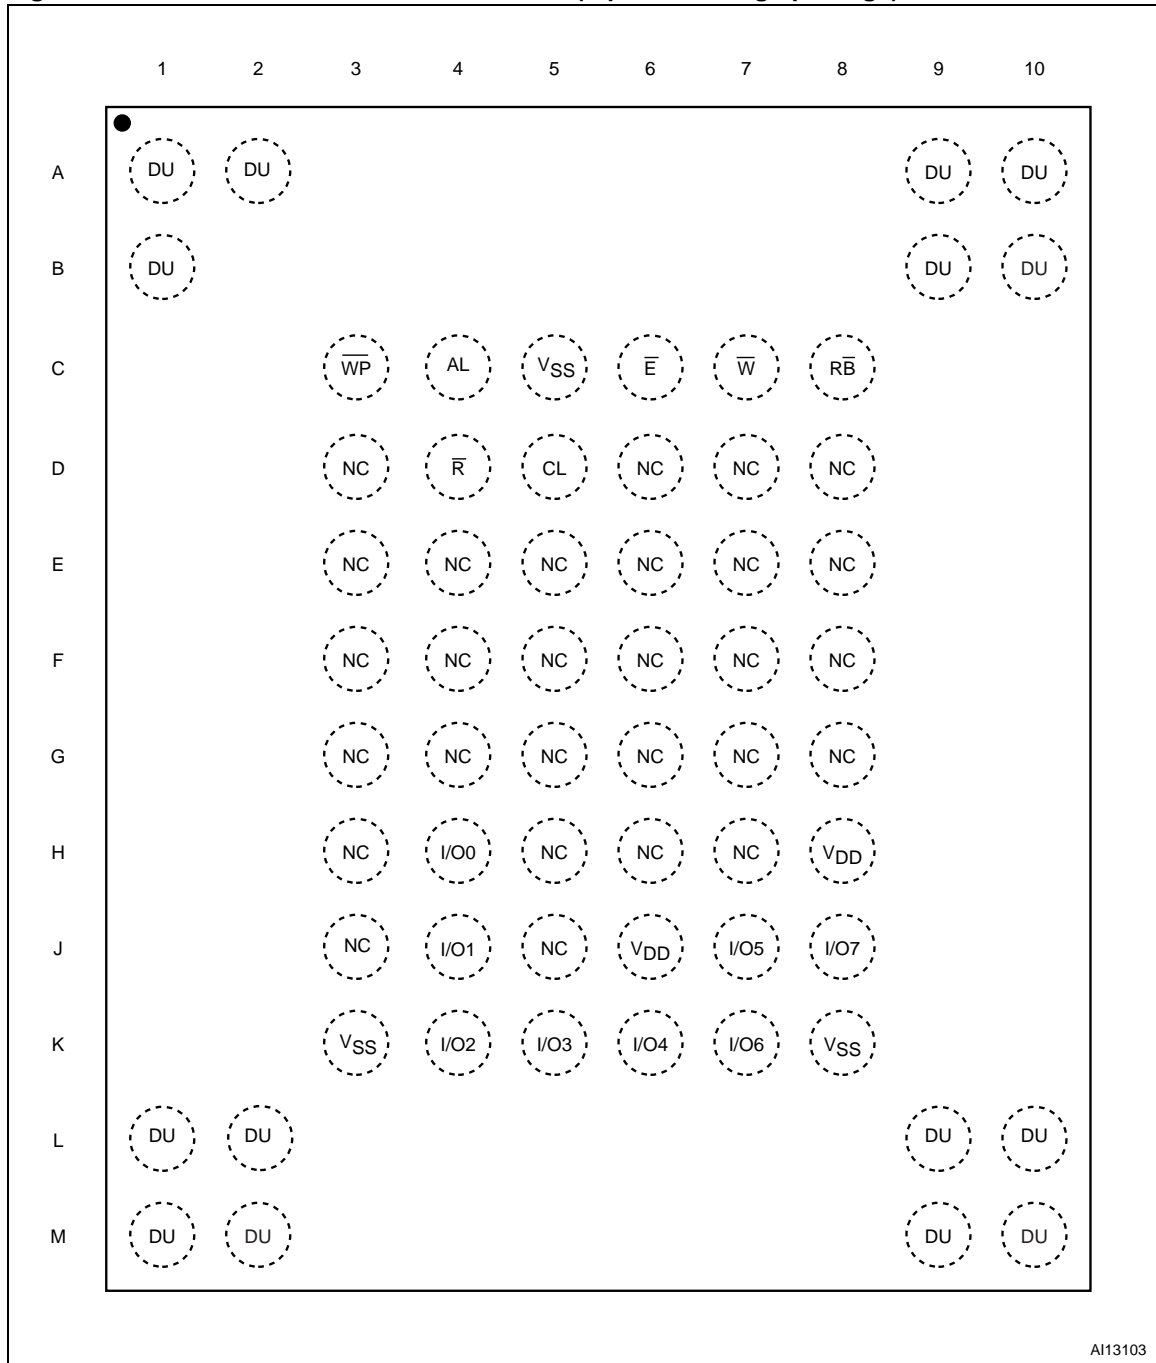 1 2 3 4 5 6 7 8 9 10
A DU DU DU DU
B DU DU DU
C W̅P̅ AL VSS E̅ W̅ RB̅
D NC R̅ CL NC NC NC
E NC NC NC NC NC NC
F NC NC NC NC NC NC
G NC NC NC NC NC NC
H NC I/O0 NC NC NC VDD
J NC I/O1 NC VDD I/O5 I/O7
K VSS I/O2 I/O3 I/O4 I/O6 VSS
L DU DU DU DU
M DU DU DU DU
AI13103